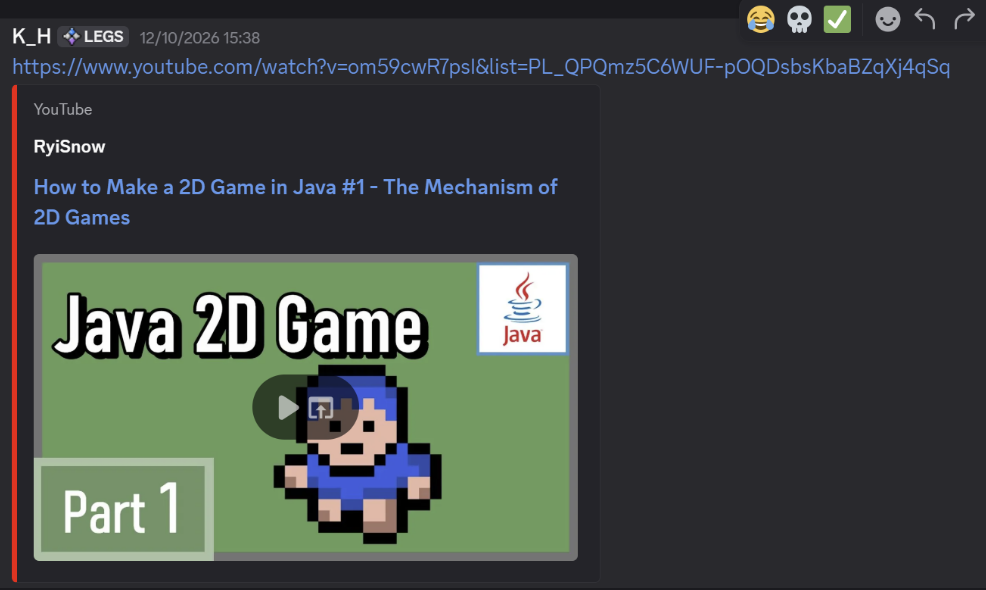 K_H LEGS 12/10/2026 15:38
https://www.youtube.com/watch?v=om59cwR7psI&list=PL_QPQmz5C6WUF-pOQDsbsKbaBZqXj4qSq
YouTube
RyiSnow
How to Make a 2D Game in Java #1 - The Mechanism of
2D Games
Java 2D Game
Java
Part 1